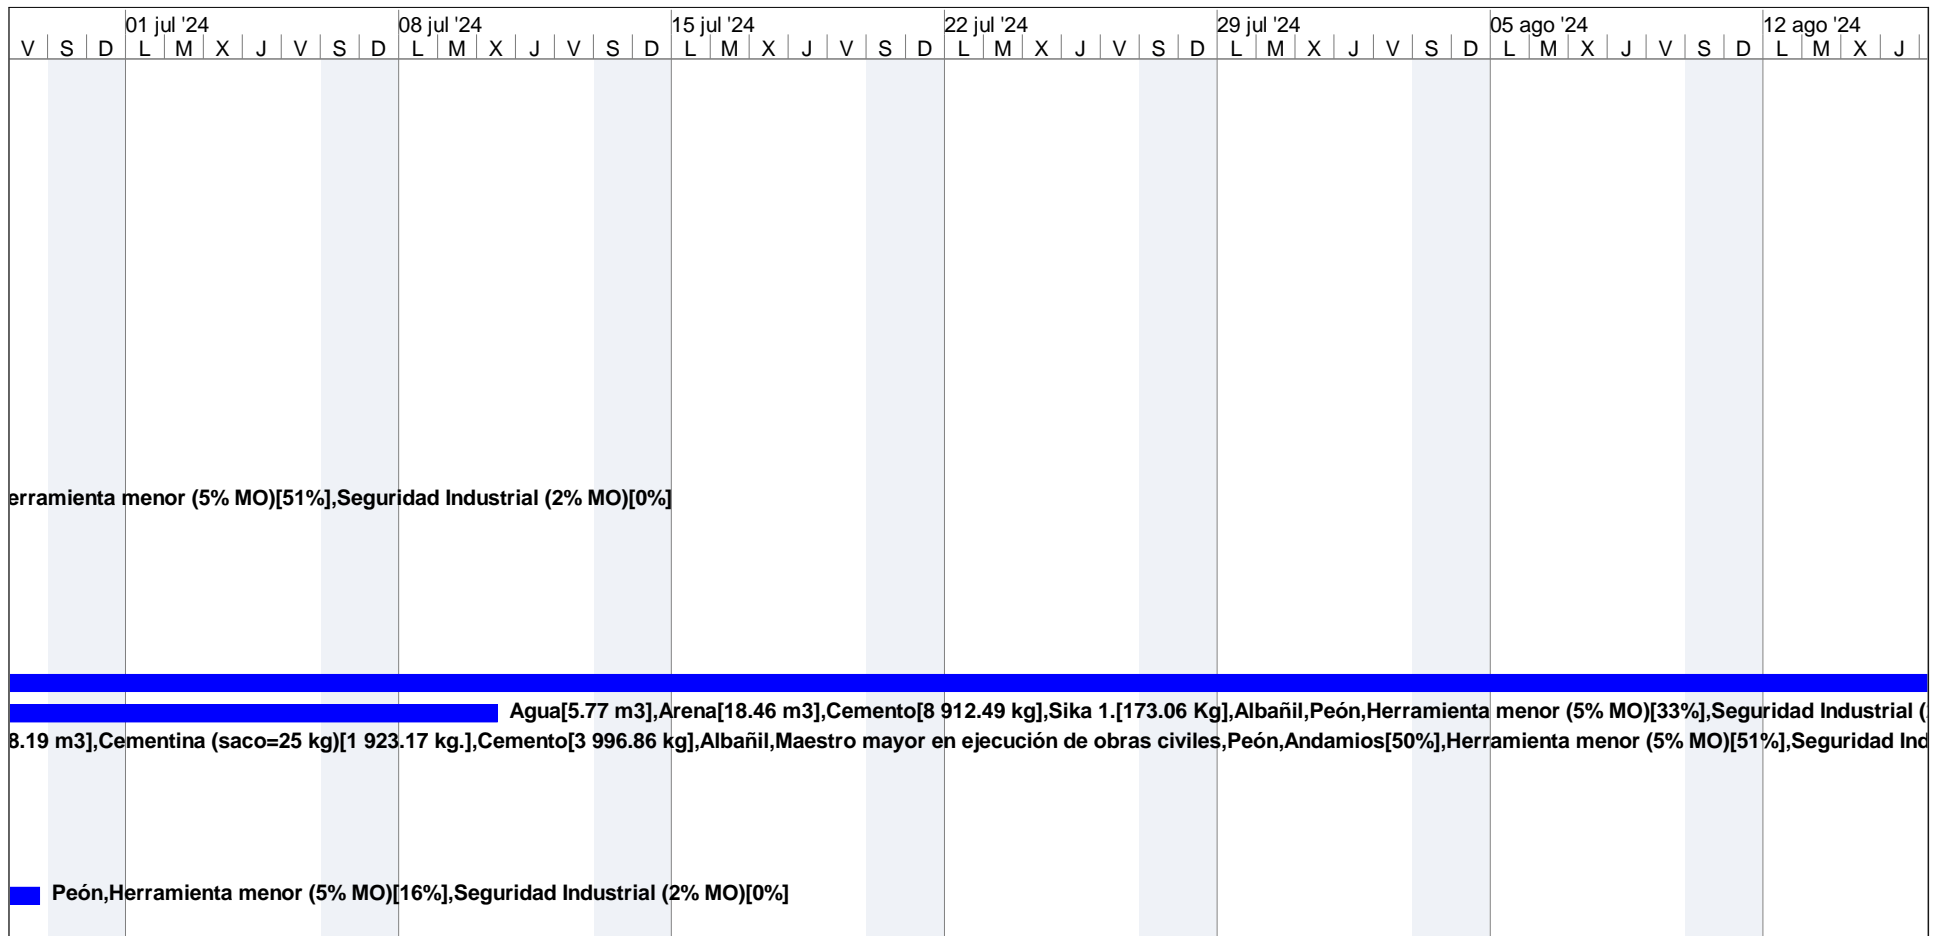 01 jul '24 08 jul '24 15 jul '24 22 jul '24 29 jul '24 05 ago '24 12 ago '24
V S D L M X J V S D L M X J V S D L M X J V S D L M X J V S D L M X J V S D L M X J V S D L M X J
erramienta menor (5% MO)[51%],Seguridad Industrial (2% MO)[0%]
Agua[5.77 m3],Arena[18.46 m3],Cemento[8 912.49 kg],Sika 1.[173.06 Kg],Albañil,Peón,Herramienta menor (5% MO)[33%],Seguridad Industrial (
8.19 m3],Cementina (saco=25 kg)[1 923.17 kg.],Cemento[3 996.86 kg],Albañil,Maestro mayor en ejecución de obras civiles,Peón,Andamios[50%],Herramienta menor (5% MO)[51%],Seguridad Ind
Peón,Herramienta menor (5% MO)[16%],Seguridad Industrial (2% MO)[0%]